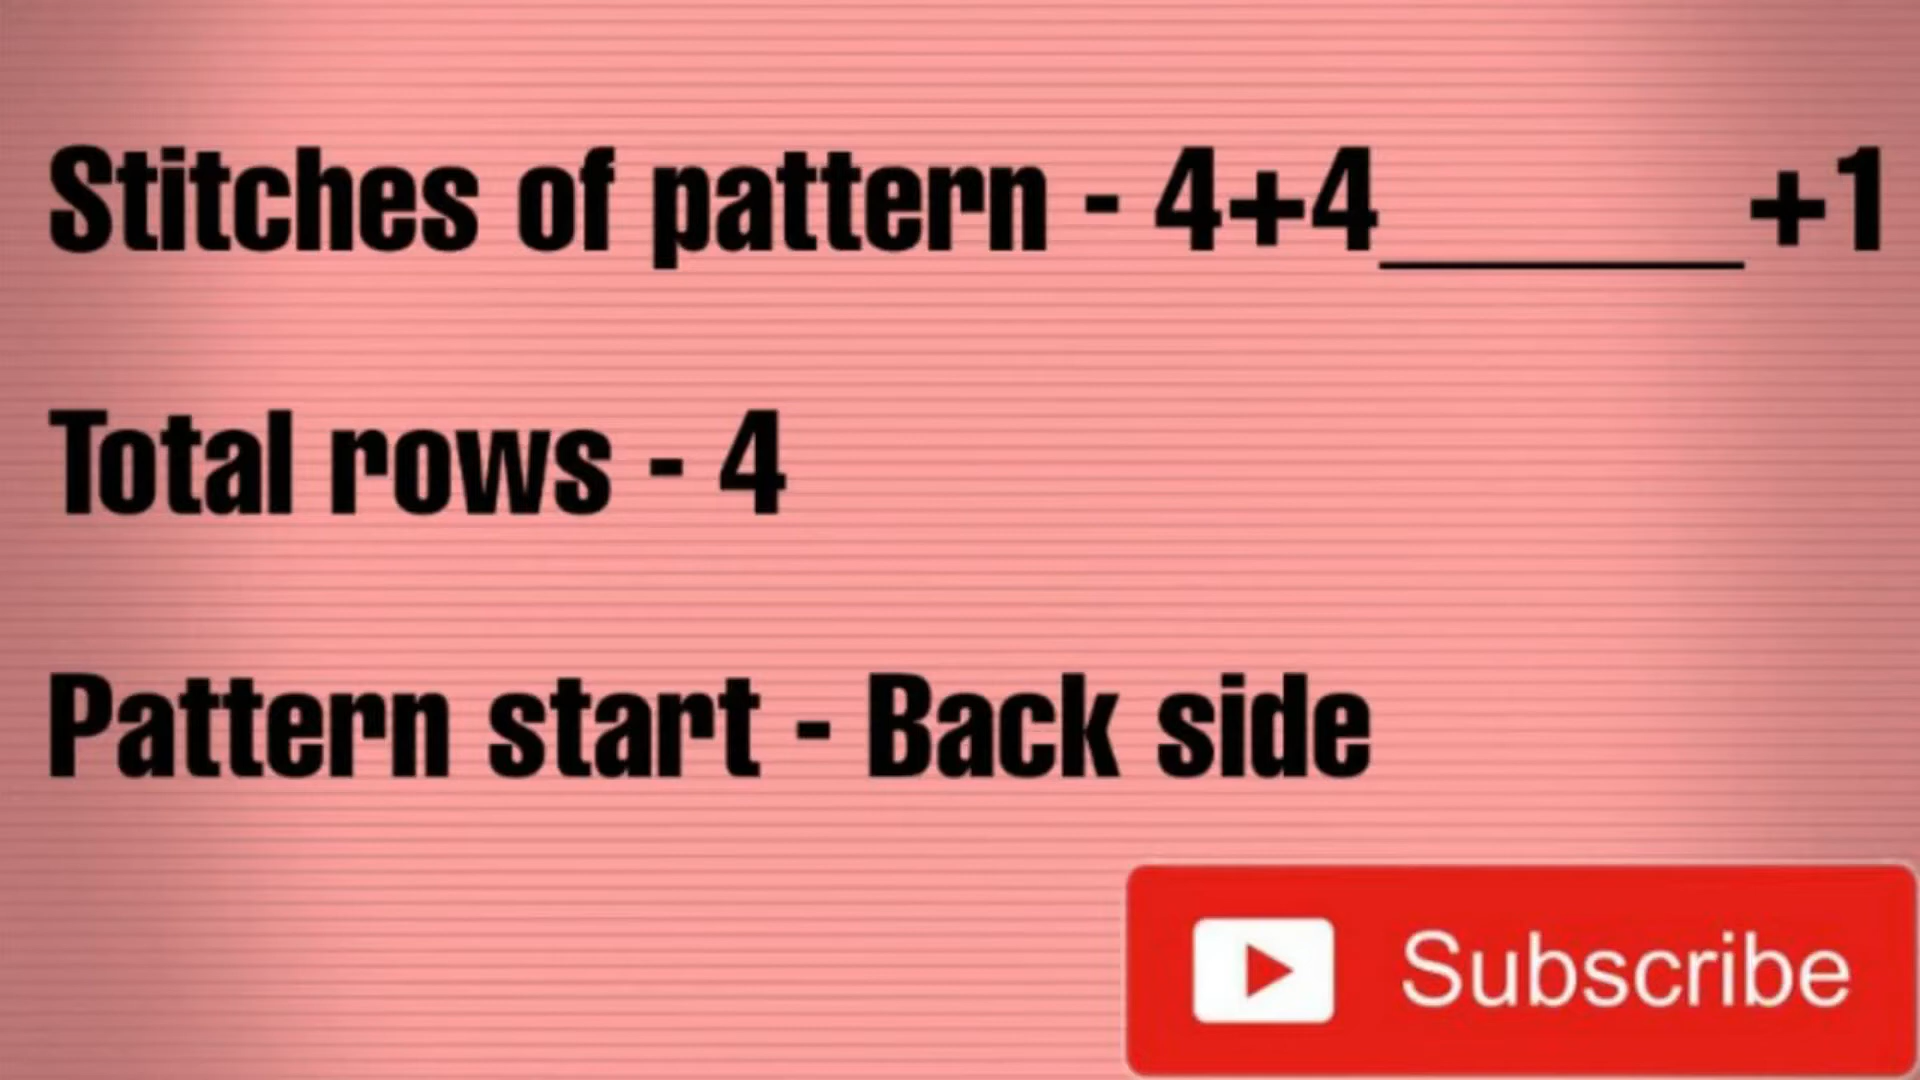 Stitches of pattern - 4+4______+1
Total rows - 4
Pattern start - Back side
Subscribe